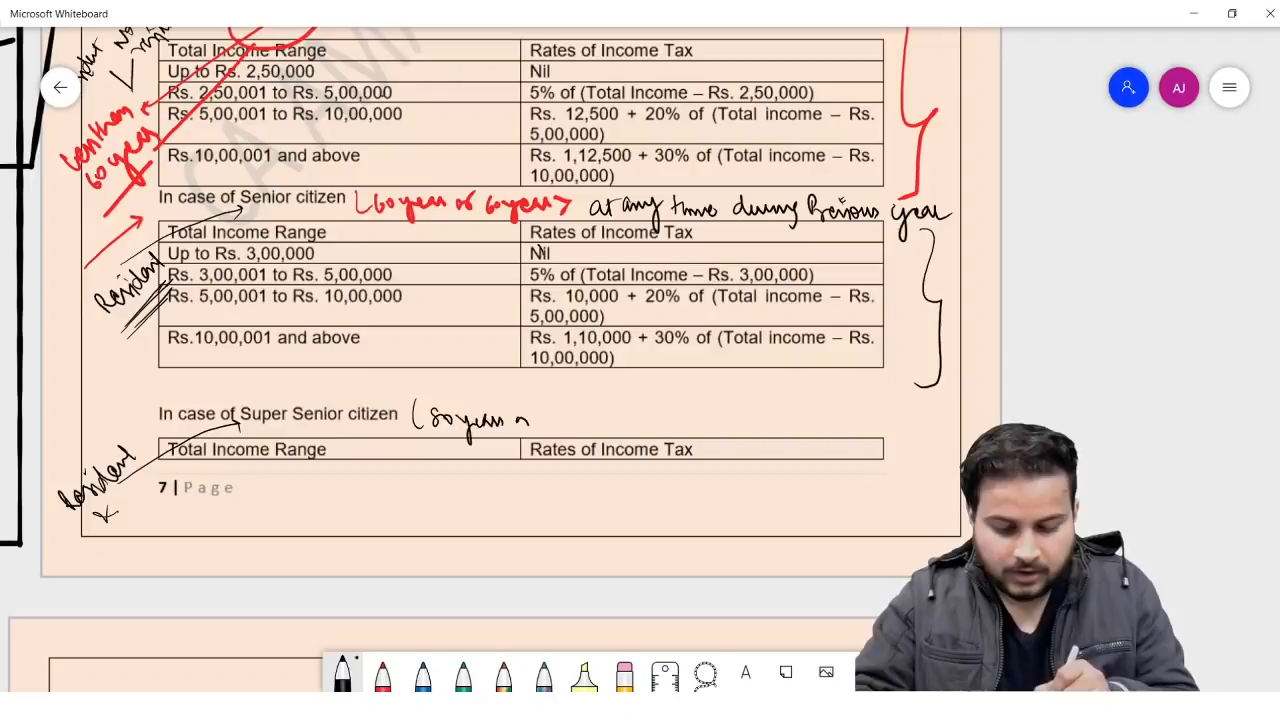 Microsoft Whiteboard
Total Income Range Rates of Income Tax
Up to Rs. 2,50,000 Nil
Rs. 2,50,001 to Rs. 5,00,000 5% of (Total Income – Rs. 2,50,000)
Rs. 5,00,001 to Rs. 10,00,000 Rs. 12,500 + 20% of (Total income – Rs.
5,00,000)
Rs.10,00,001 and above Rs. 1,12,500 + 30% of (Total income – Rs.
10,00,000)
Less than
60 years
AJ
In case of Senior citizen (60 year or 60 year > at any time during Previous year
Total Income Range Rates of Income Tax
Up to Rs. 3,00,000 Nil
Rs. 3,00,001 to Rs. 5,00,000 5% of (Total Income – Rs. 3,00,000)
Rs. 5,00,001 to Rs. 10,00,000 Rs. 10,000 + 20% of (Total income – Rs.
5,00,000)
Rs.10,00,001 and above Rs. 1,10,000 + 30% of (Total income – Rs.
10,00,000)
Resident
In case of Super Senior citizen (80 years
Total Income Range Rates of Income Tax
Resident
7 | Page
A